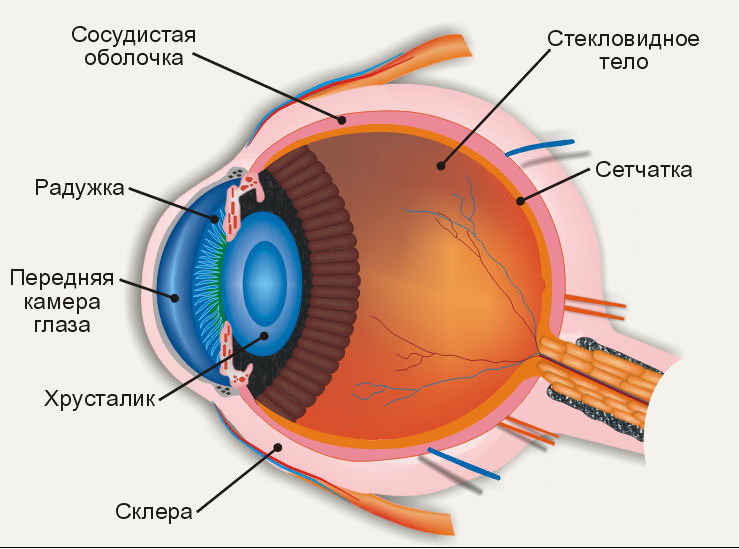 Сосудистая
оболочка
Стекловидное
тело
Сетчатка
Радужка
Передняя
камера
глаза
Хрусталик
Склера